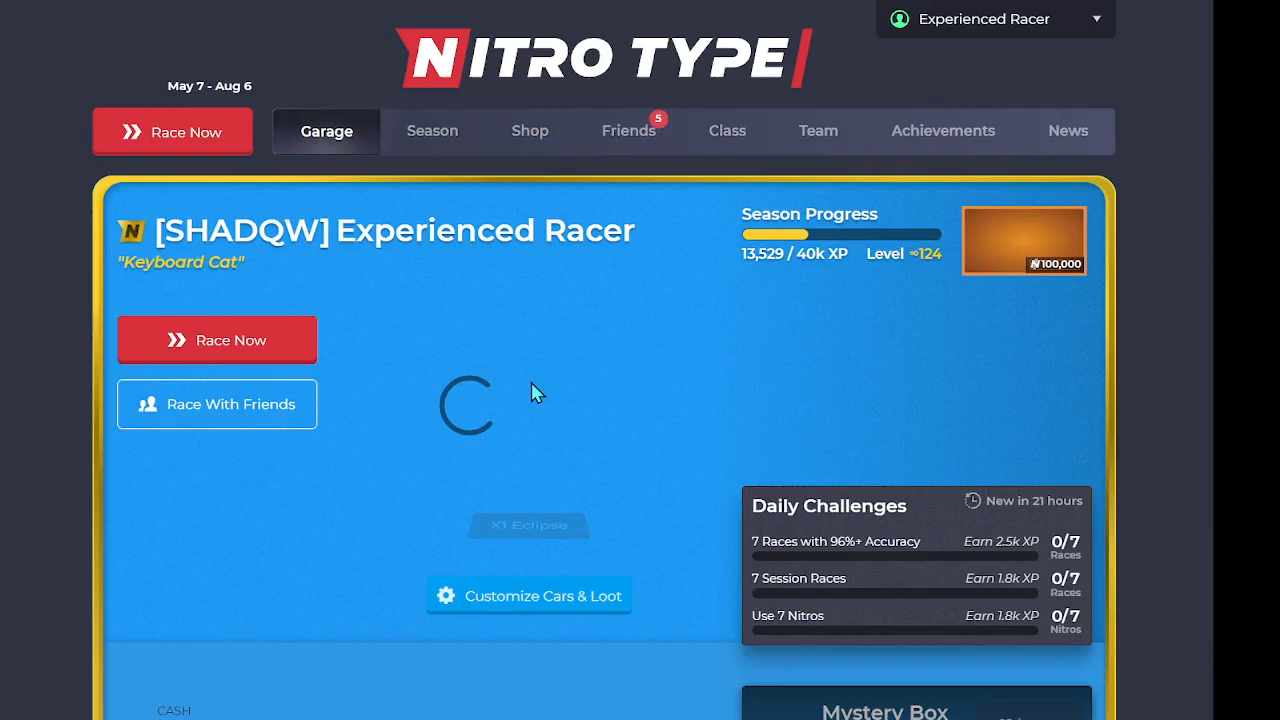 Experienced Racer
NITRO TYPE
May 7 - Aug 6
Race Now
Garage
Season
Shop
Friends
5
Class
Team
Achievements
News
N [SHADQW] Experienced Racer
"Keyboard Cat"
Season Progress
13,529 / 40k XP Level ∞124
N100,000
Race Now
Race With Friends
X1 Eclipse
Customize Cars & Loot
Daily Challenges
New in 21 hours
7 Races with 96%+ Accuracy Earn 2.5k XP 0/7
Races
7 Session Races Earn 1.8k XP 0/7
Races
Use 7 Nitros Earn 1.8k XP 0/7
Nitros
CASH
Mystery Box